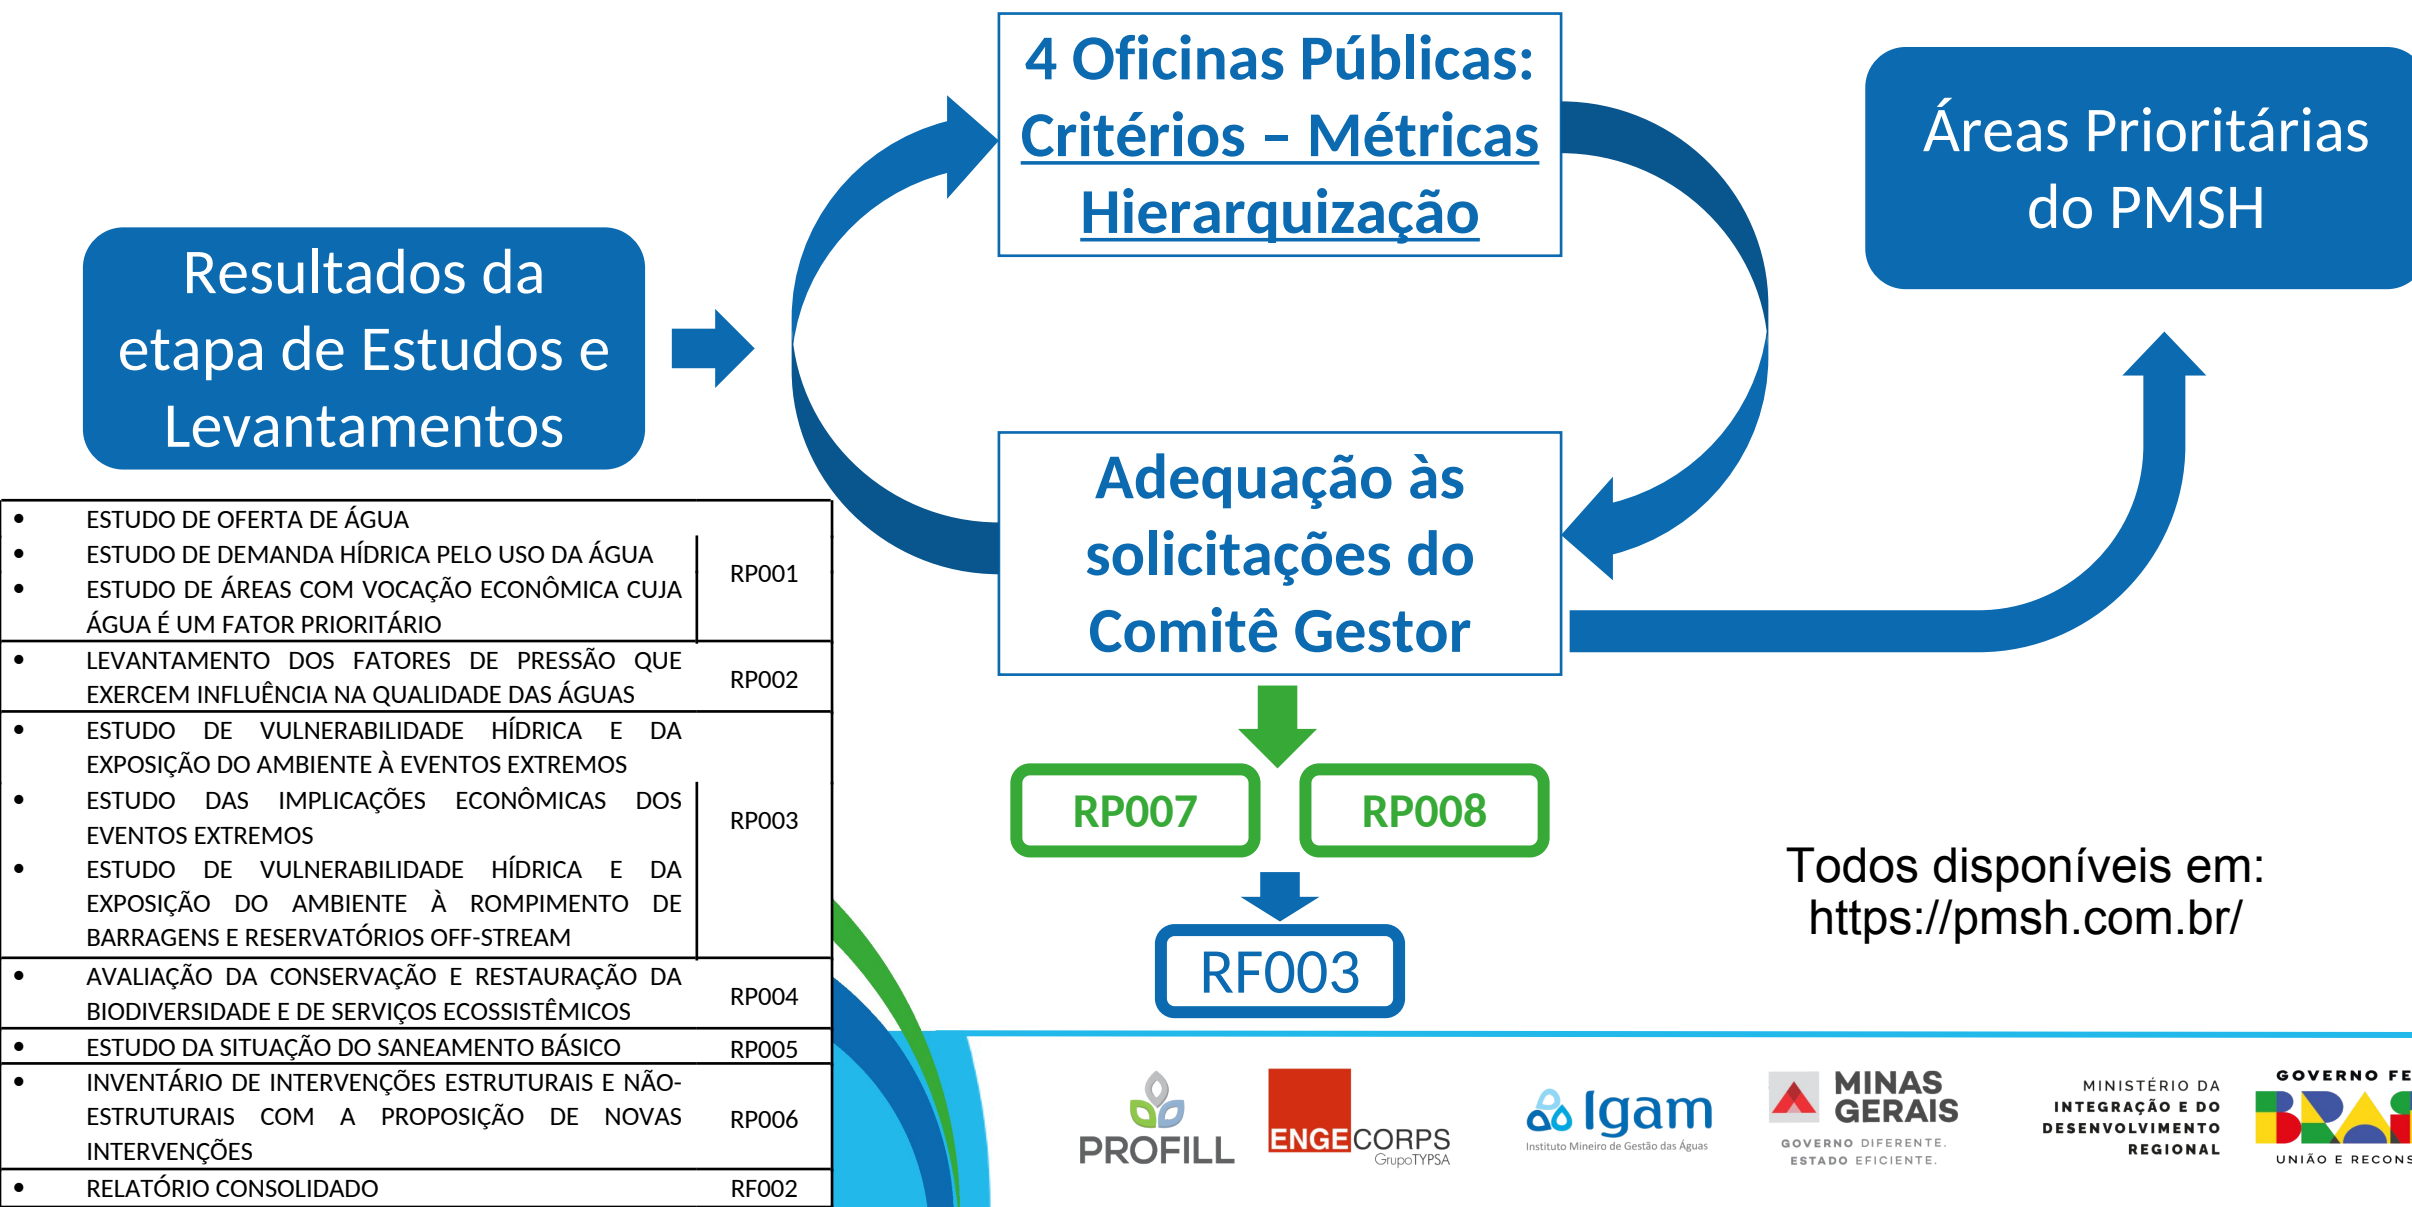 4 Oficinas Públicas:
Critérios – Métricas
Hierarquização
Áreas Prioritárias
do PMSH
Resultados da
etapa de Estudos e
Levantamentos
Adequação às
solicitações do
Comitê Gestor
• ESTUDO DE OFERTA DE ÁGUA
• ESTUDO DE DEMANDA HÍDRICA PELO USO DA ÁGUA
• ESTUDO DE ÁREAS COM VOCAÇÃO ECONÔMICA CUJA
ÁGUA É UM FATOR PRIORITÁRIO
RP001
• LEVANTAMENTO DOS FATORES DE PRESSÃO QUE
EXERCEM INFLUÊNCIA NA QUALIDADE DAS ÁGUAS
RP002
• ESTUDO DE VULNERABILIDADE HÍDRICA E DA
EXPOSIÇÃO DO AMBIENTE À EVENTOS EXTREMOS
• ESTUDO DAS IMPLICAÇÕES ECONÔMICAS DOS
EVENTOS EXTREMOS
• ESTUDO DE VULNERABILIDADE HÍDRICA E DA
EXPOSIÇÃO DO AMBIENTE À ROMPIMENTO DE
BARRAGENS E RESERVATÓRIOS OFF-STREAM
RP003
• AVALIAÇÃO DA CONSERVAÇÃO E RESTAURAÇÃO DA
BIODIVERSIDADE E DE SERVIÇOS ECOSSISTÊMICOS
RP004
• ESTUDO DA SITUAÇÃO DO SANEAMENTO BÁSICO
RP005
• INVENTÁRIO DE INTERVENÇÕES ESTRUTURAIS E NÃO-
ESTRUTURAIS COM A PROPOSIÇÃO DE NOVAS
INTERVENÇÕES
RP006
• RELATÓRIO CONSOLIDADO
RF002
RP007
RP008
RF003
Todos disponíveis em:
https://pmsh.com.br/
PROFILL
ENGECORPS
GrupoTYPSA
Igam
Instituto Mineiro de Gestão das Águas
MINAS
GERAIS
GOVERNO DIFERENTE.
ESTADO EFICIENTE.
MINISTÉRIO DA
INTEGRAÇÃO E DO
DESENVOLVIMENTO
REGIONAL
GOVERNO FE
BRAS
UNIÃO E RECONS